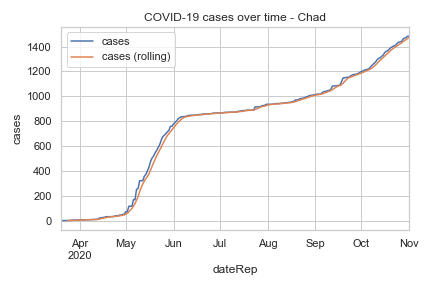 COVID-19 cases over time - Chad
cases
cases (rolling)
cases
1400
1200
1000
800
600
400
200
0
Apr May Jun Jul Aug Sep Oct Nov
2020
dateRep